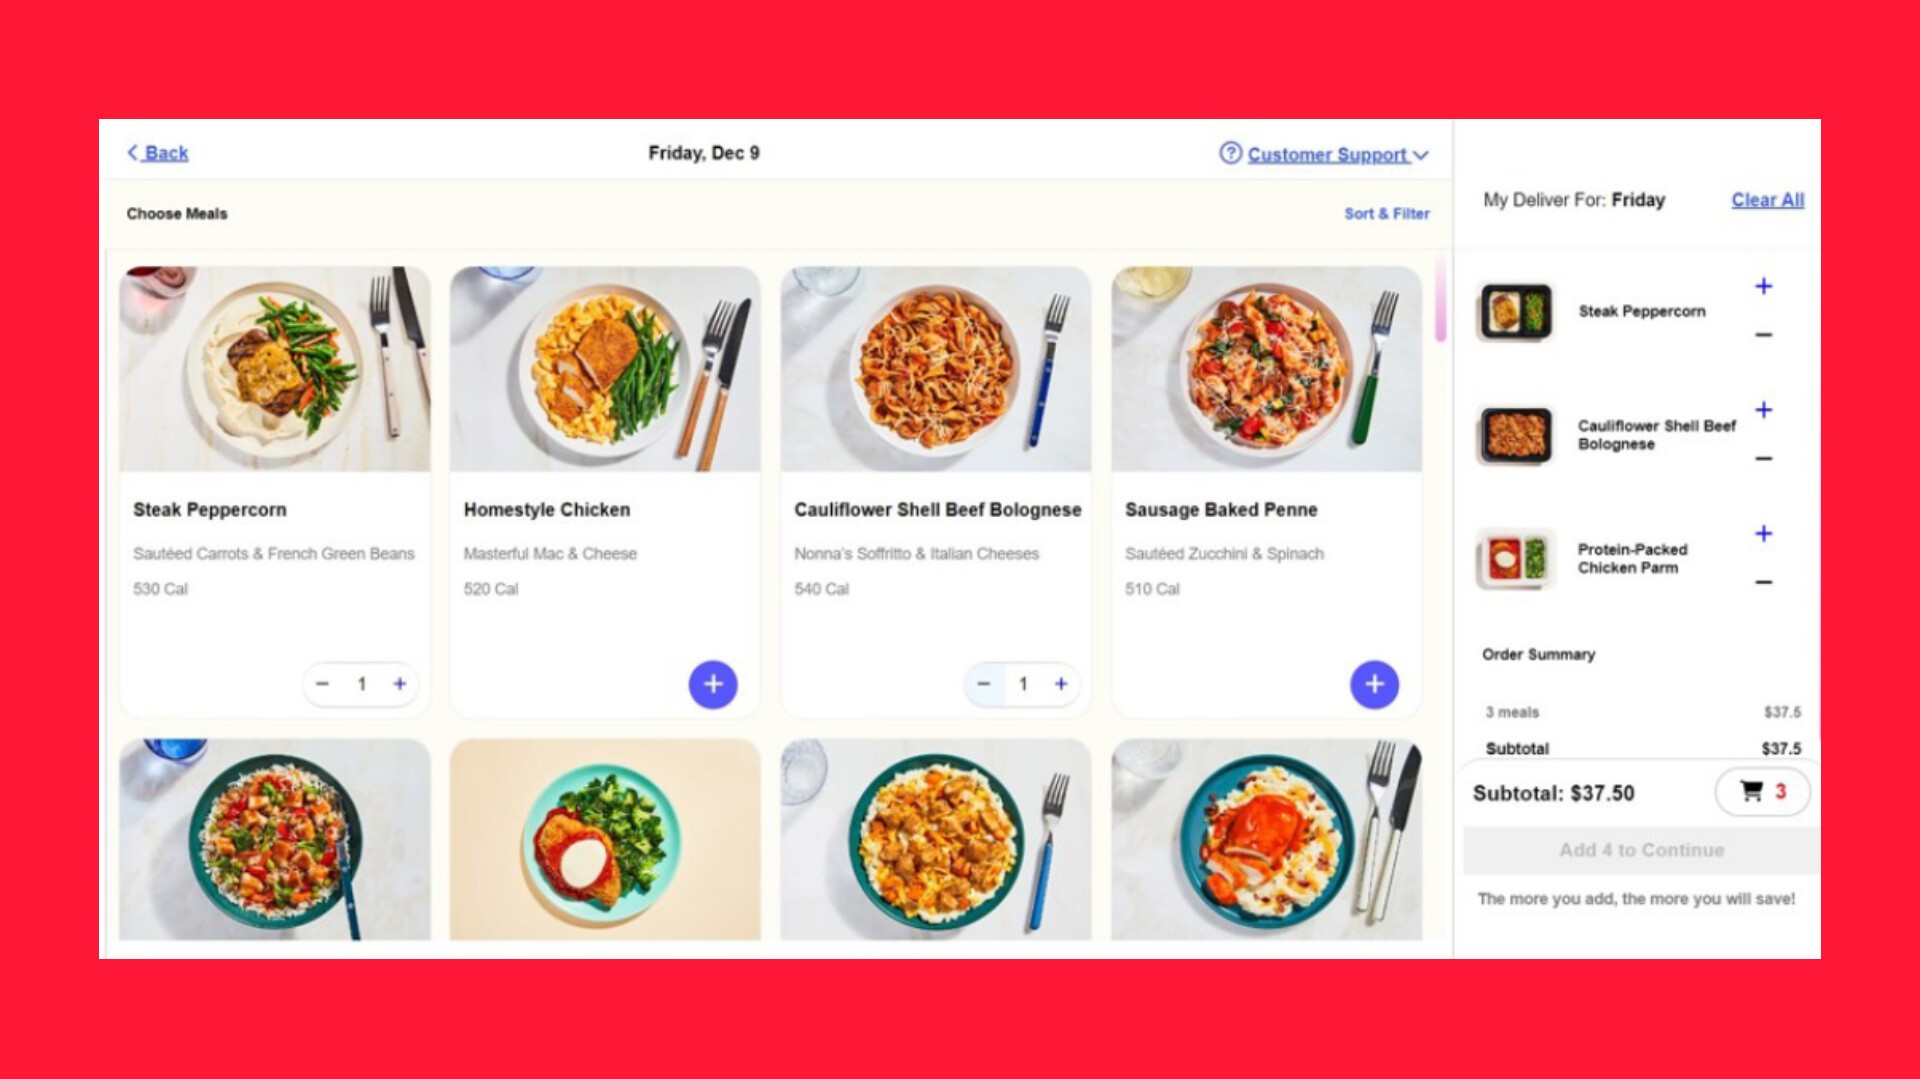 Back
Friday, Dec 9
Customer Support
Choose Meals
Sort & Filter
Steak Peppercorn
Sautéed Carrots & French Green Beans
530 Cal
1
Homestyle Chicken
Masterful Mac & Cheese
520 Cal
Cauliflower Shell Beef Bolognese
Nonna's Soffritto & Italian Cheeses
540 Cal
1
Sausage Baked Penne
Sautéed Zucchini & Spinach
510 Cal
My Deliver For: Friday
Clear All
Steak Peppercorn
Cauliflower Shell Beef
Bolognese
Protein-Packed
Chicken Parm
Order Summary
3 meals $37.5
Subtotal $37.5
Subtotal: $37.50
3
Add 4 to Continue
The more you add, the more you will save!